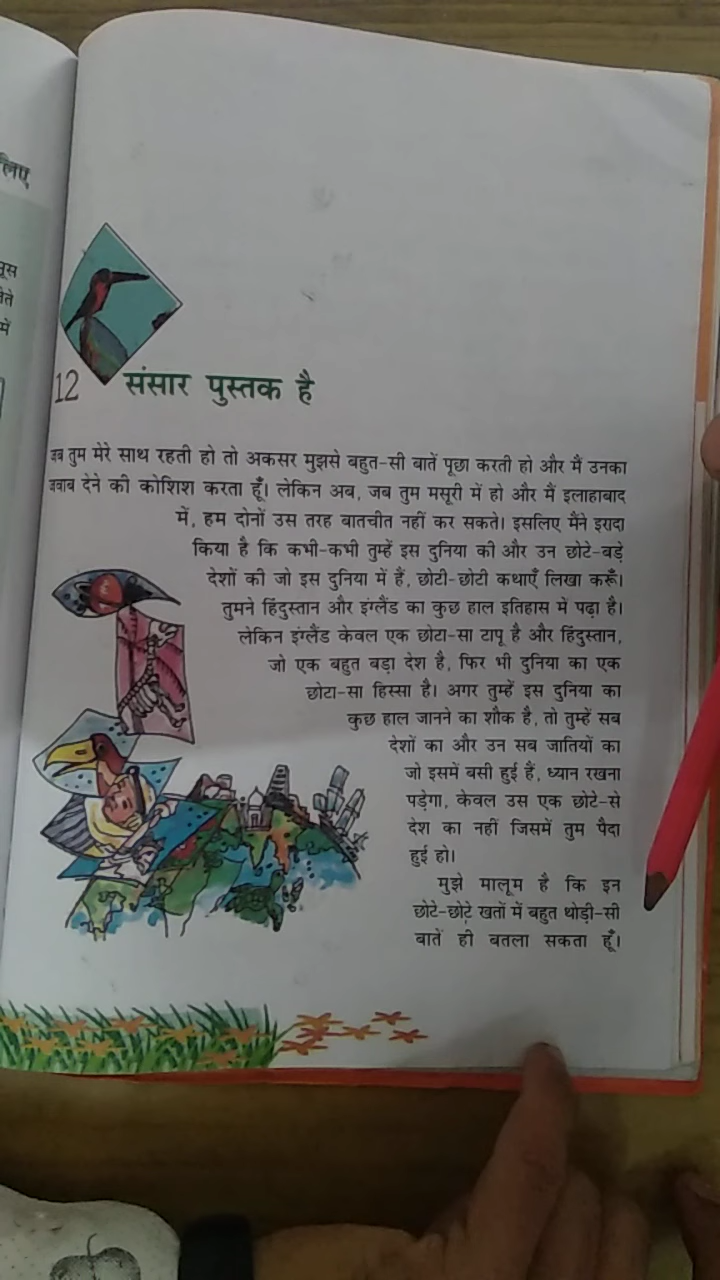 लिए
12 संसार पुस्तक है
जब तुम मेरे साथ रहती हो तो अकसर मुझसे बहुत-सी बातें पूछा करती हो और मैं उनका
जवाब देने की कोशिश करता हूँ। लेकिन अब, जब तुम मसूरी में हो और मैं इलाहाबाद
में, हम दोनों उस तरह बातचीत नहीं कर सकते। इसलिए मैंने इरादा
किया है कि कभी-कभी तुम्हें इस दुनिया की और उन छोटे-बड़े
देशों की जो इस दुनिया में हैं, छोटी-छोटी कथाएँ लिखा करूँ।
तुमने हिंदुस्तान और इंग्लैंड का कुछ हाल इतिहास में पढ़ा है।
लेकिन इंग्लैंड केवल एक छोटा-सा टापू है और हिंदुस्तान,
जो एक बहुत बड़ा देश है, फिर भी दुनिया का एक
छोटा-सा हिस्सा है। अगर तुम्हें इस दुनिया का
कुछ हाल जानने का शौक है, तो तुम्हें सब
देशों का और उन सब जातियों का
जो इसमें बसी हुई हैं, ध्यान रखना
पड़ेगा, केवल उस एक छोटे-से
देश का नहीं जिसमें तुम पैदा
हुई हो।
मुझे मालूम है कि इन
छोटे-छोटे खतों में बहुत थोड़ी-सी
बातें ही बतला सकता हूँ।